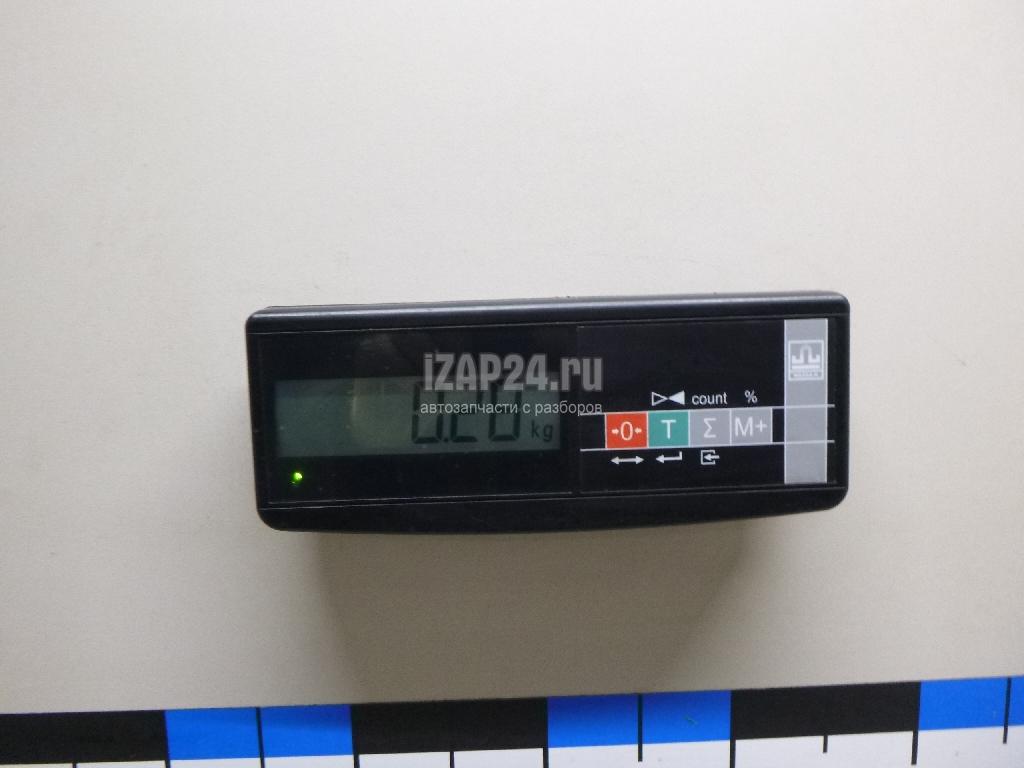 iZAP24.ru
автозапчасти с разборов
0.20 kg
count %
→0← T Σ M+